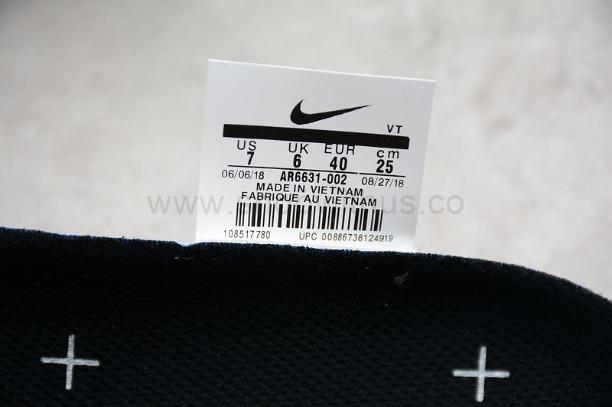 VT
US UK EUR cm
7 6 40 25
06/06/18 AR6631-002 08/27/18
MADE IN VIETNAM
FABRIQUE AU VIETNAM
108517780 UPC 00886736124919